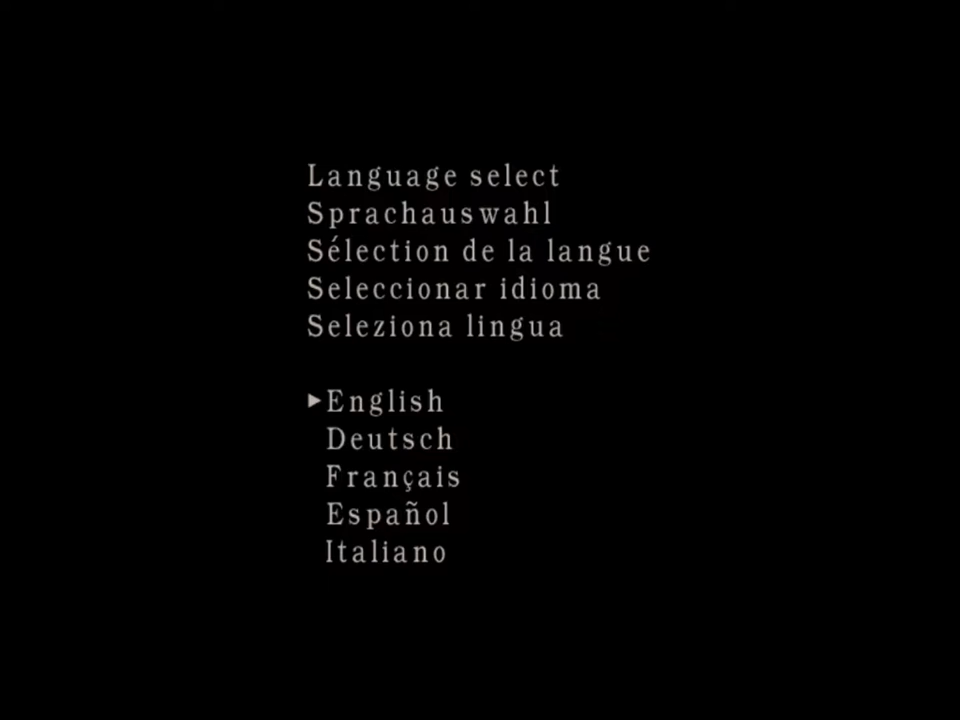 Language select
Sprachauswahl
Sélection de la langue
Seleccionar idioma
Seleziona lingua
English
Deutsch
Français
Español
Italiano